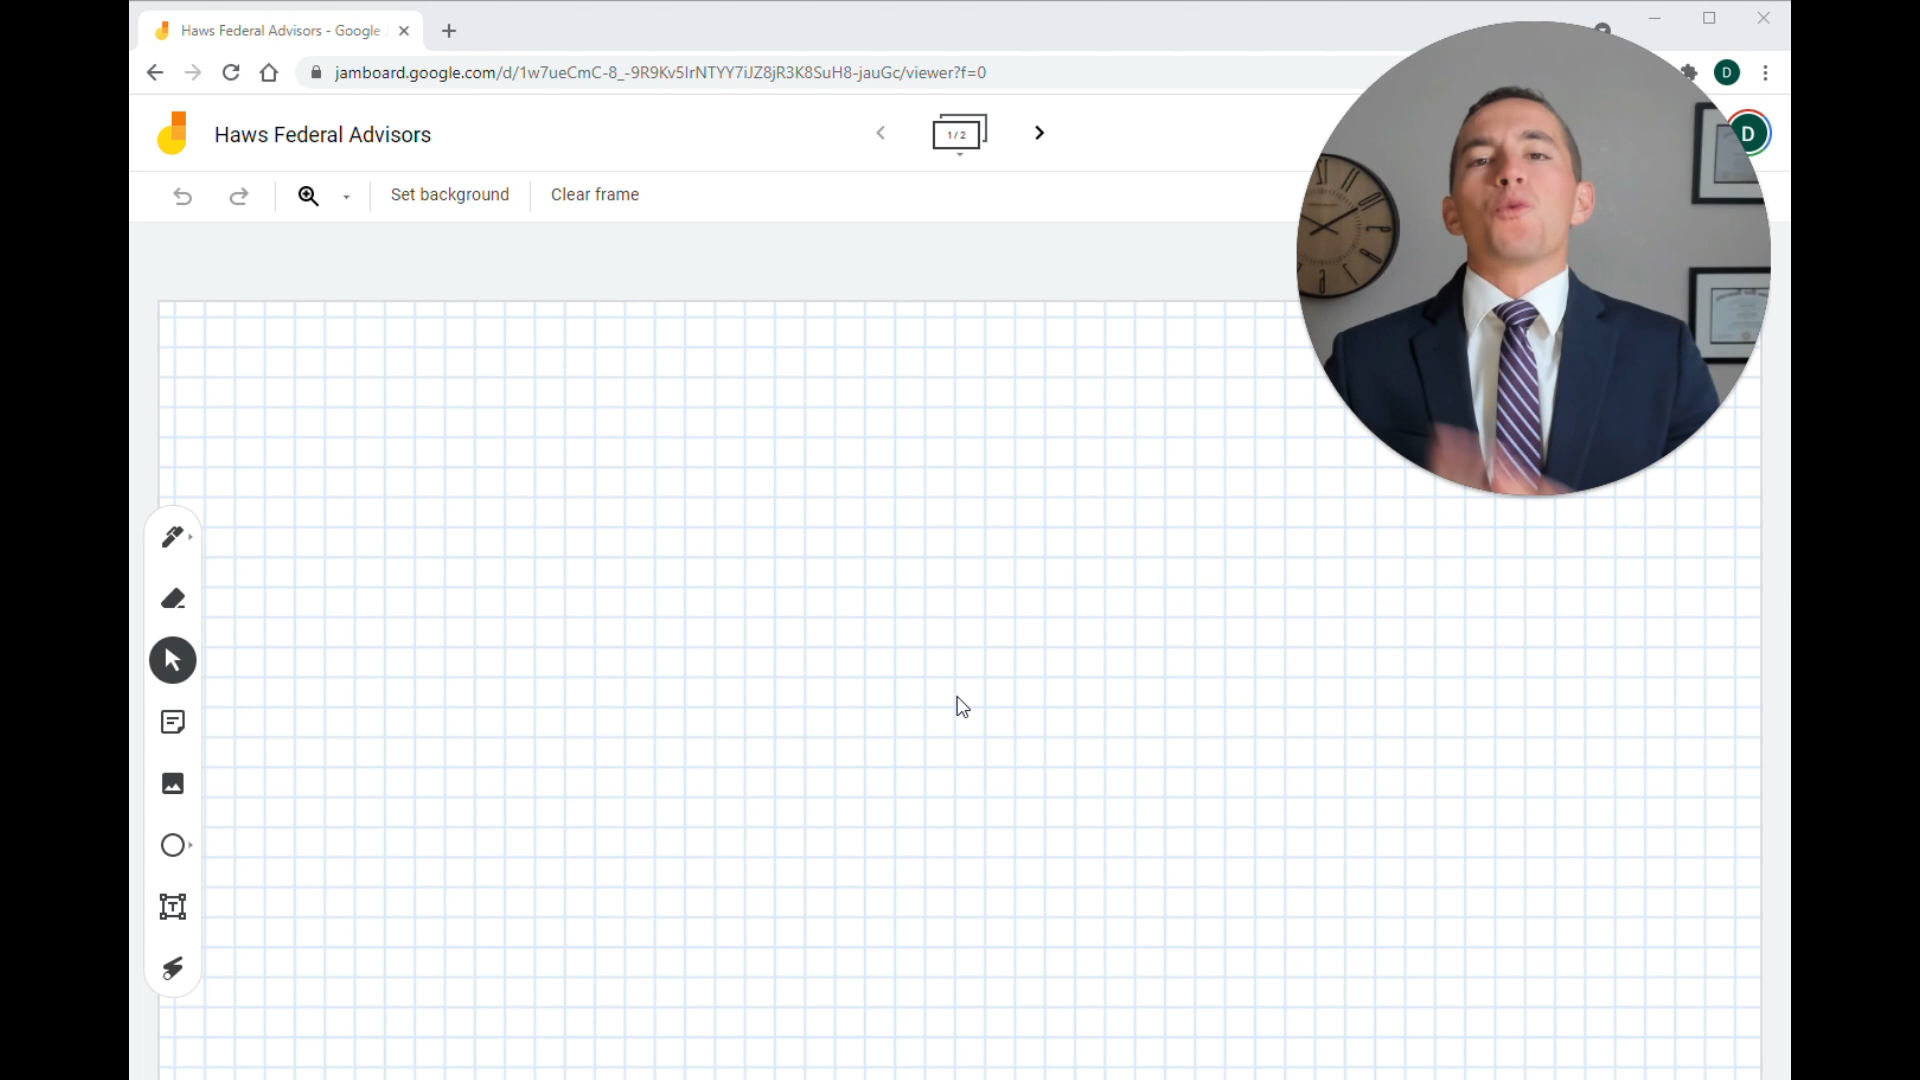 Haws Federal Advisors - Google
jamboard.google.com/d/1w7ueCmC-8_-9R9Kv5IrNTYY7iJZ8jR3K8SuH8-jauGc/viewer?f=0
D
Haws Federal Advisors
1/2
D
Set background
Clear frame